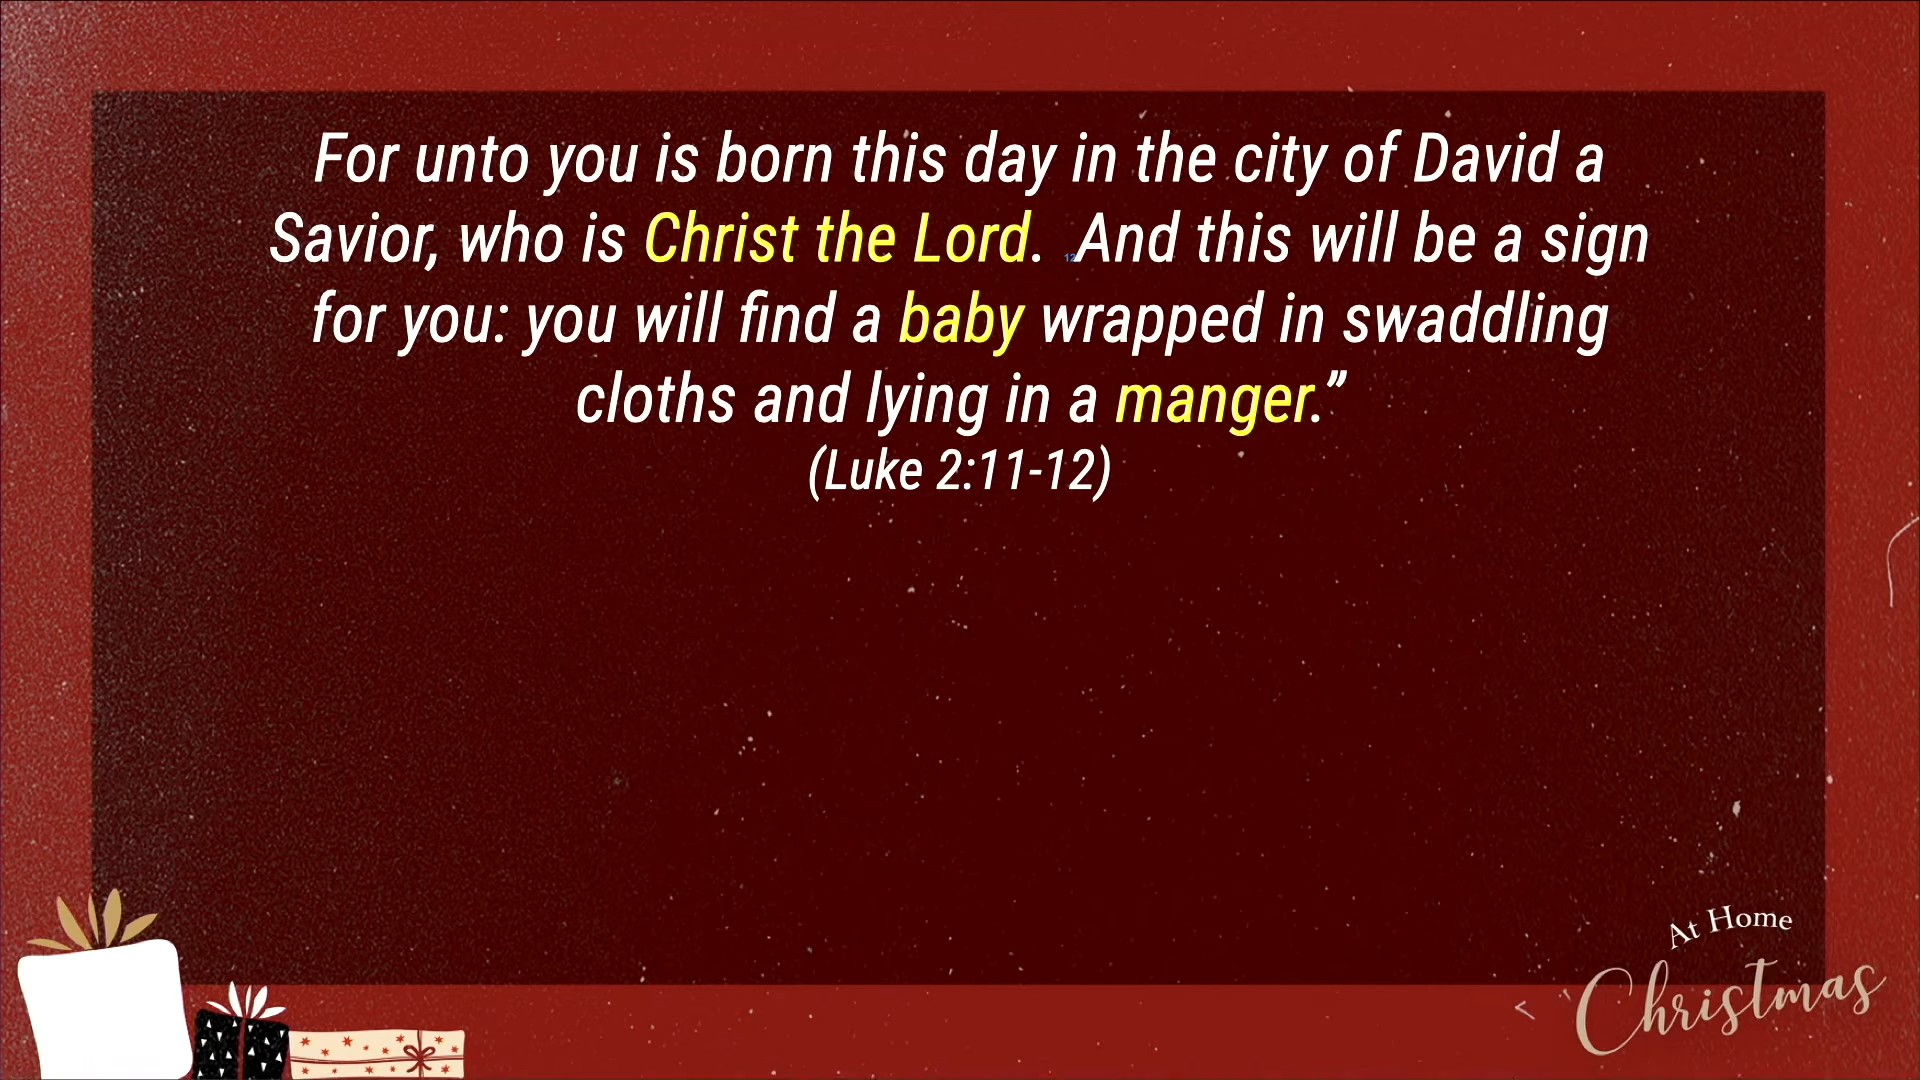 For unto you is born this day in the city of David a
Savior, who is Christ the Lord. 12 And this will be a sign
for you: you will find a baby wrapped in swaddling
cloths and lying in a manger.”
(Luke 2:11-12)
At Home
Christmas